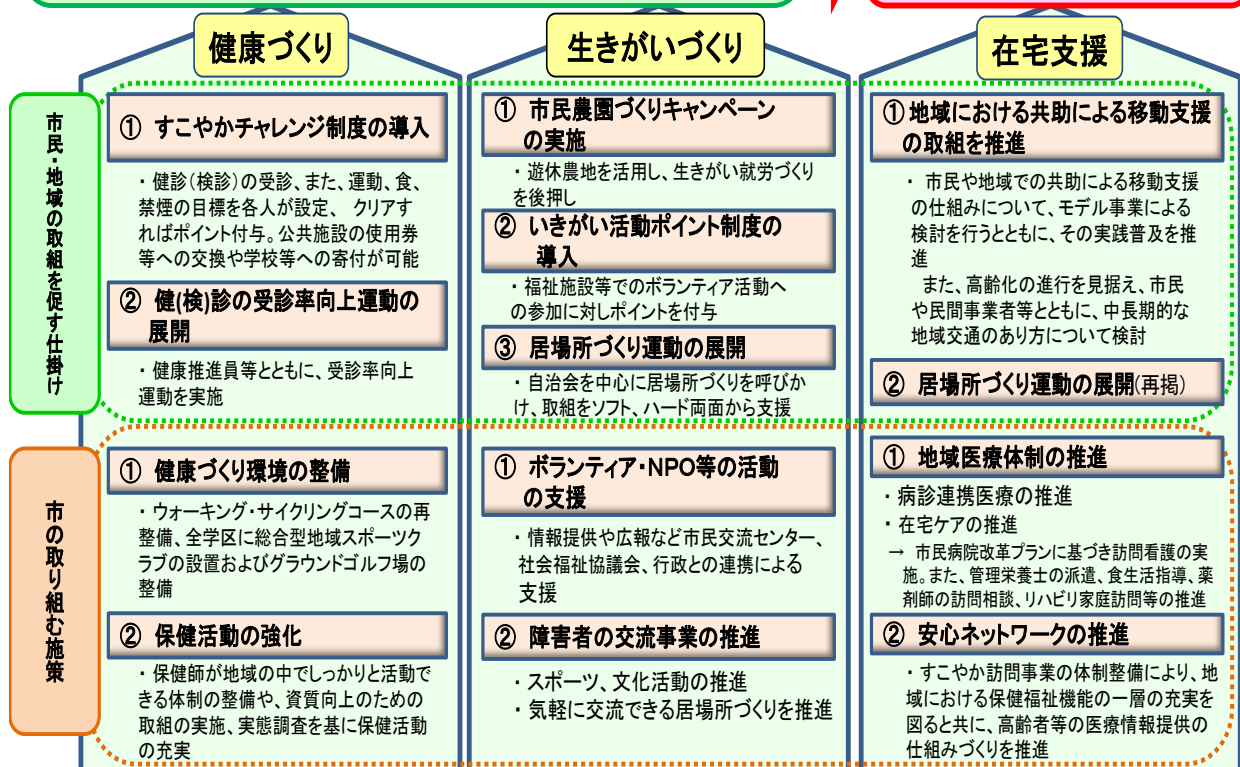 健康づくり
生きがいづくり
在宅支援
市民・地域の取組を促す仕掛け
① すこやかチャレンジ制度の導入
・健診(検診)の受診、また、運動、食、
禁煙の目標を各人が設定、 クリアす
ればポイント付与。公共施設の使用券
等への交換や学校等への寄付が可能
② 健(検)診の受診率向上運動の
展開
・健康推進員等とともに、受診率向上
運動を実施
① 市民農園づくりキャンペーン
の実施
・遊休農地を活用し、生きがい就労づくり
を後押し
② いきがい活動ポイント制度の
導入
・福祉施設等でのボランティア活動へ
の参加に対しポイントを付与
③ 居場所づくり運動の展開
・自治会を中心に居場所づくりを呼びか
け、取組をソフト、ハード両面から支援
①地域における共助による移動支援
の取組を推進
・ 市民や地域での共助による移動支援
の仕組みについて、モデル事業による
検討を行うとともに、その実践普及を推
進
また、高齢化の進行を見据え、市民
や民間事業者等とともに、中長期的な
地域交通のあり方について検討
② 居場所づくり運動の展開(再掲)
市の取り組む施策
① 健康づくり環境の整備
・ウォーキング・サイクリングコースの再
整備、全学区に総合型地域スポーツク
ラブの設置およびグラウンドゴルフ場の
整備
② 保健活動の強化
・保健師が地域の中でしっかりと活動で
きる体制の整備や、資質向上のための
取組の実施、実態調査を基に保健活動
の充実
① ボランティア・NPO等の活動
の支援
・情報提供や広報など市民交流センター、
社会福祉協議会、行政との連携による
支援
② 障害者の交流事業の推進
・スポーツ、文化活動の推進
・気軽に交流できる居場所づくりを推進
① 地域医療体制の推進
・病診連携医療の推進
・在宅ケアの推進
→ 市民病院改革プランに基づき訪問看護の実
施。また、管理栄養士の派遣、食生活指導、薬
剤師の訪問相談、リハビリ家庭訪問等の推進
② 安心ネットワークの推進
・すこやか訪問事業の体制整備により、地
域における保健福祉機能の一層の充実を
図ると共に、高齢者等の医療情報提供の
仕組みづくりを推進